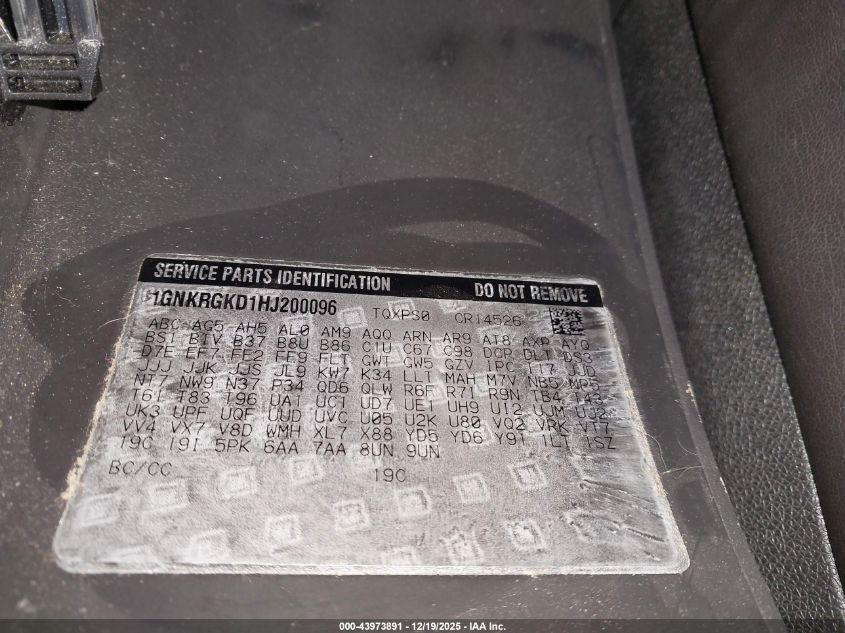 SERVICE PARTS IDENTIFICATION DO NOT REMOVE
1GNKRGKD1HJ200096 TQXPS0 CR14526
ABC AG5 AH5 AL0 AM9 AQ0 ARN AR9 AT8 AXP AYQ
BS1 BTV B37 B8U B86 C1U C67 C98 DCP DLT DS3
D7E EF7 FE2 FF9 FLT GWT GW5 GZV IPC IT7 JJD
JJJ JJK JJS JL9 KW7 K34 LLT MAH M7V NB5 MP5
NT7 NW9 N37 P34 QD6 QLW R6F R7I R9N TB4 T43
T61 T83 T96 UA1 UC1 UD7 UE1 UH9 U12 UJM UJ2
UK3 UPF UQF UUD UVC U05 U2K U80 VQ2 VRK VT7
VV4 VX7 V8D WMH XL7 X88 YD5 YD6 Y91 1LT 1SZ
19C 19I 5PK 6AA 7AA 8UN 9UN
BC/CC 19C
000-43973891 - 12/19/2025 - IAA Inc.